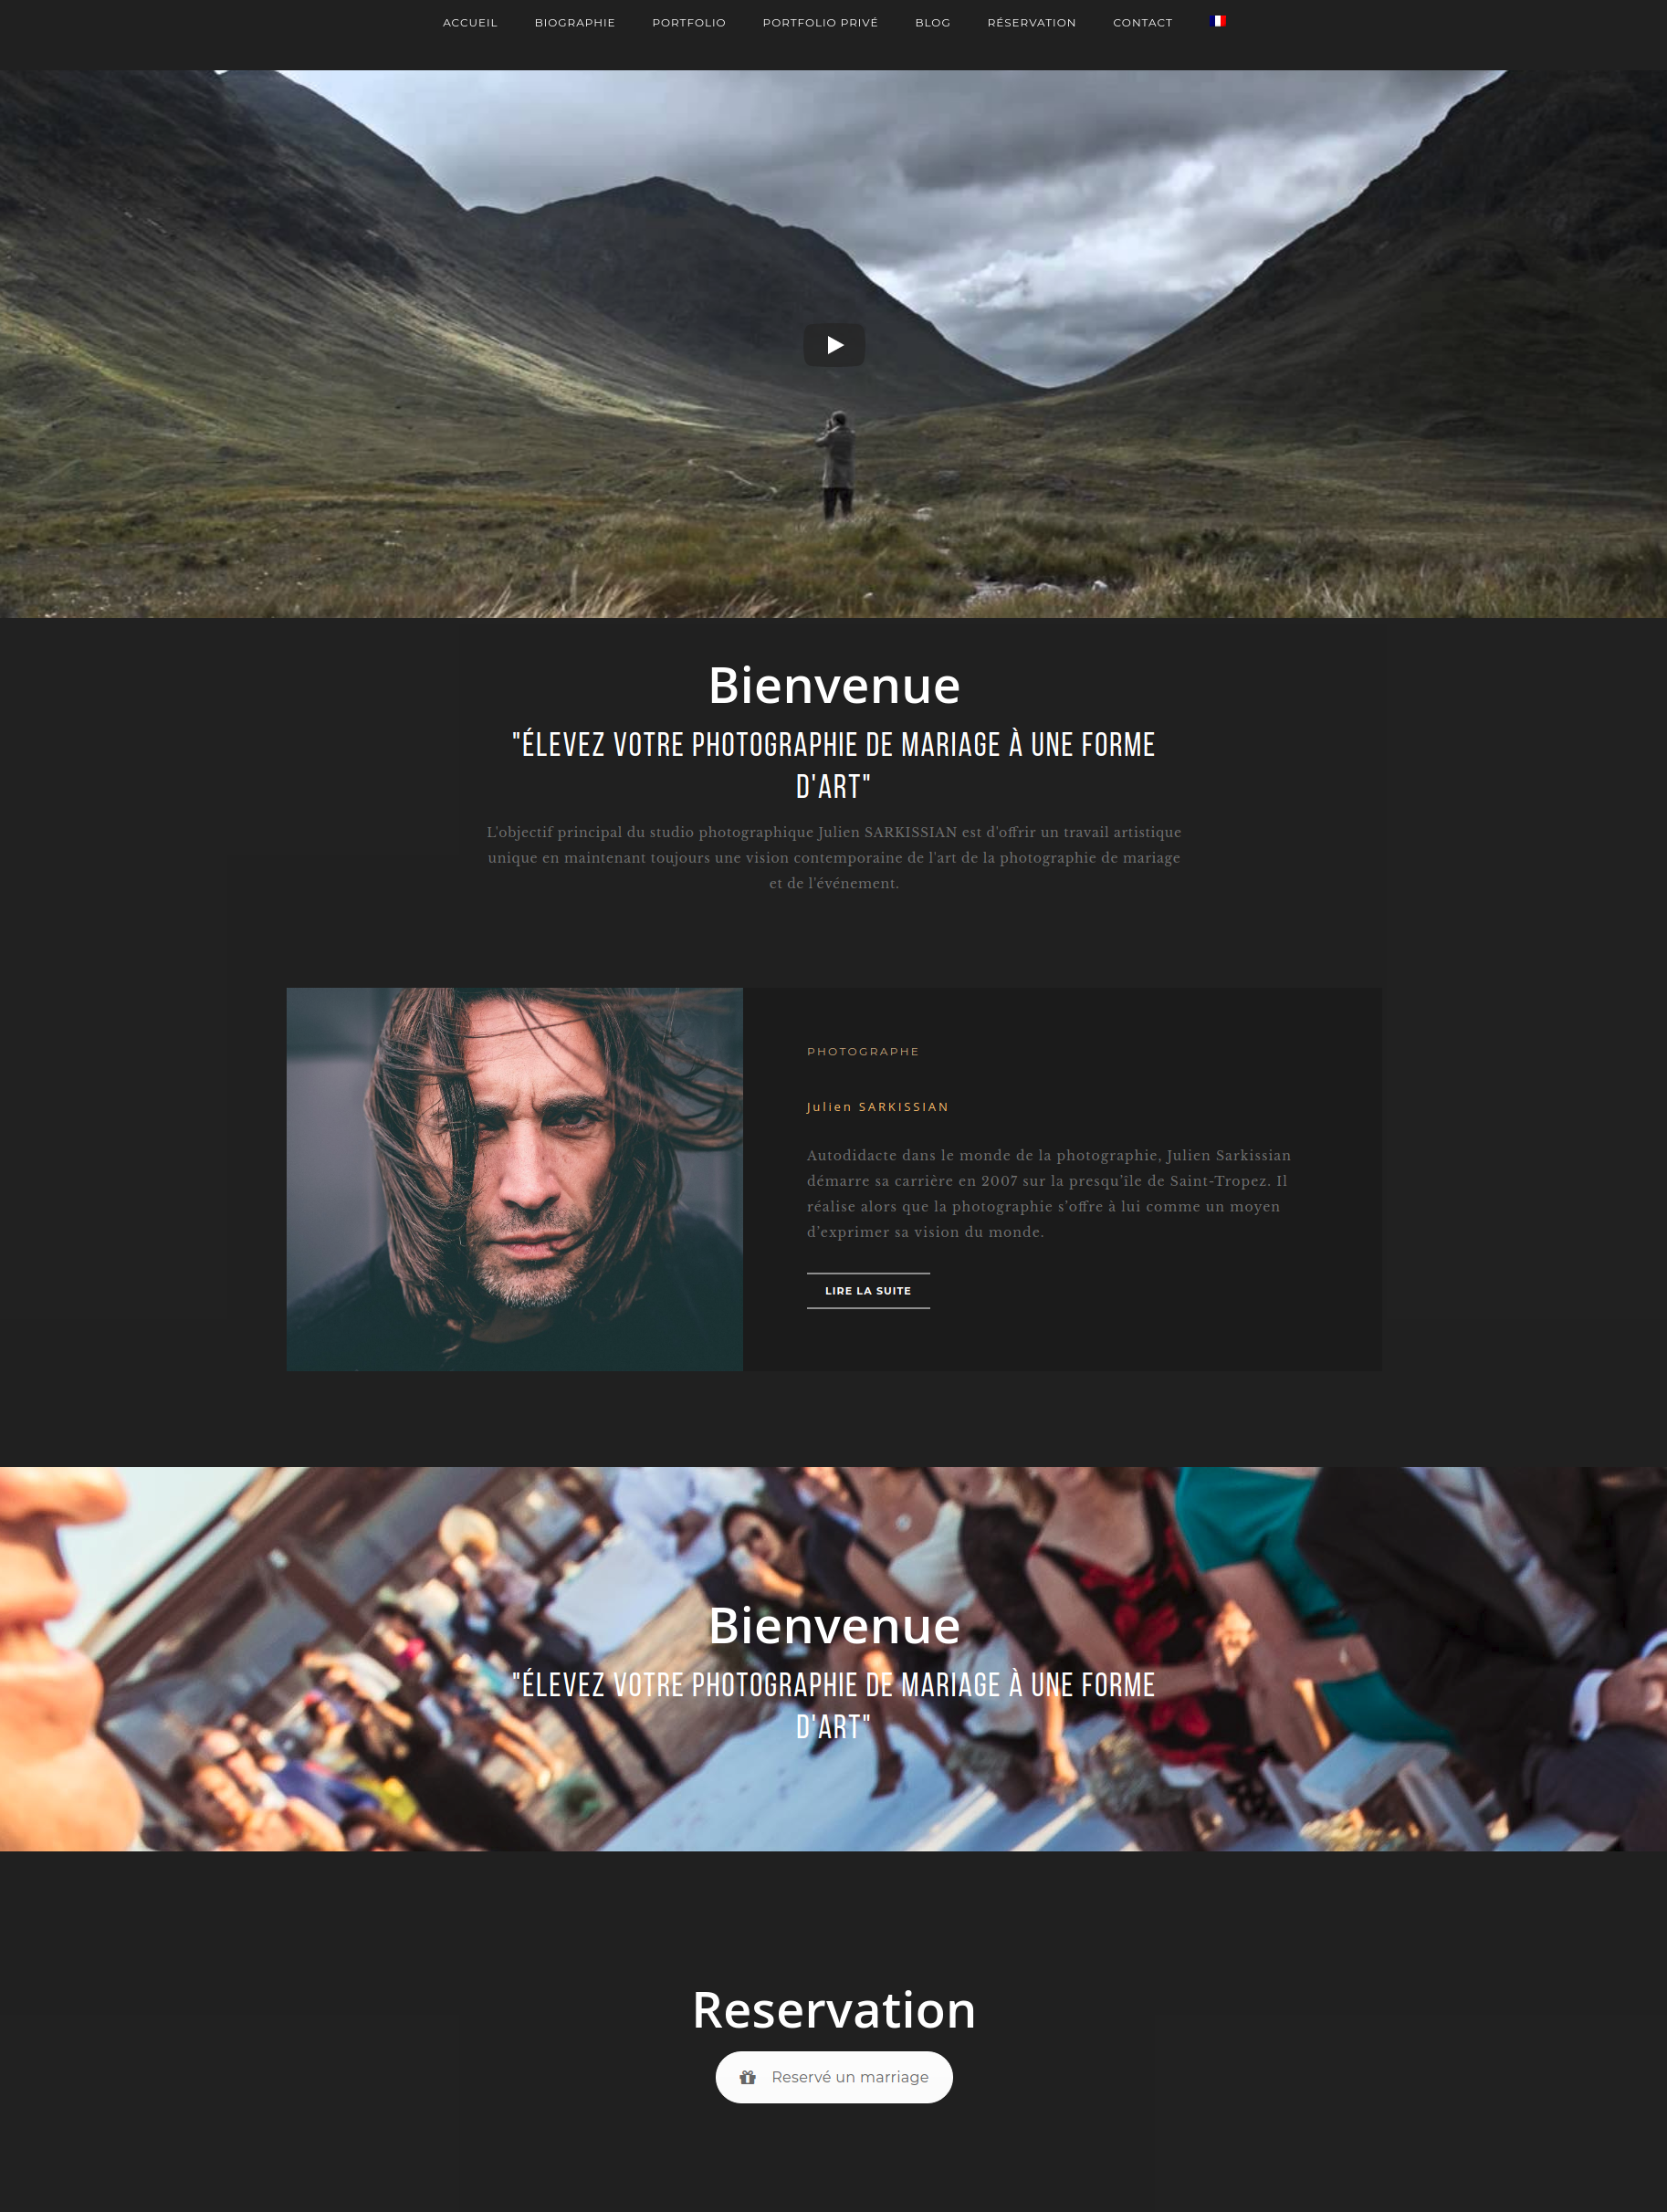 ACCUEIL BIOGRAPHIE PORTFOLIO PORTFOLIO PRIVÉ BLOG RÉSERVATION CONTACT
Bienvenue
"ÉLEVEZ VOTRE PHOTOGRAPHIE DE MARIAGE À UNE FORME
D'ART"
L'objectif principal du studio photographique Julien SARKISSIAN est d'offrir un travail artistique
unique en maintenant toujours une vision contemporaine de l'art de la photographie de mariage
et de l'événement.
PHOTOGRAPHE
Julien SARKISSIAN
Autodidacte dans le monde de la photographie, Julien Sarkissian
démarre sa carrière en 2007 sur la presqu'île de Saint-Tropez. Il
réalise alors que la photographie s'offre à lui comme un moyen
d'exprimer sa vision du monde.
LIRE LA SUITE
Bienvenue
"ÉLEVEZ VOTRE PHOTOGRAPHIE DE MARIAGE À UNE FORME
D'ART"
Reservation
Reservé un marriage